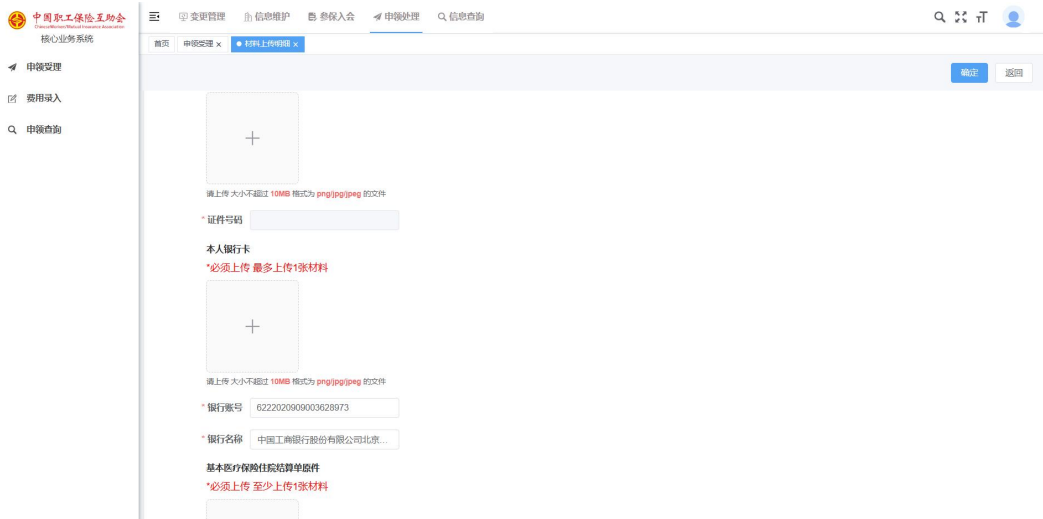 中国职工保险互助会
核心业务系统
变更管理 信息维护 参保入会 申领处理 信息查询
首页 申领受理 × 材料上传明细 ×
确定 返回
申领受理
费用录入
申领查询
请上传 大小不超过 10MB 格式为 png/jpg/jpeg 的文件
* 证件号码
本人银行卡
*必须上传 最多上传1张材料
请上传 大小不超过 10MB 格式为 png/jpg/jpeg 的文件
* 银行账号 6222020909003628973
* 银行名称 中国工商银行股份有限公司北京...
基本医疗保险住院结算单原件
*必须上传 至少上传1张材料